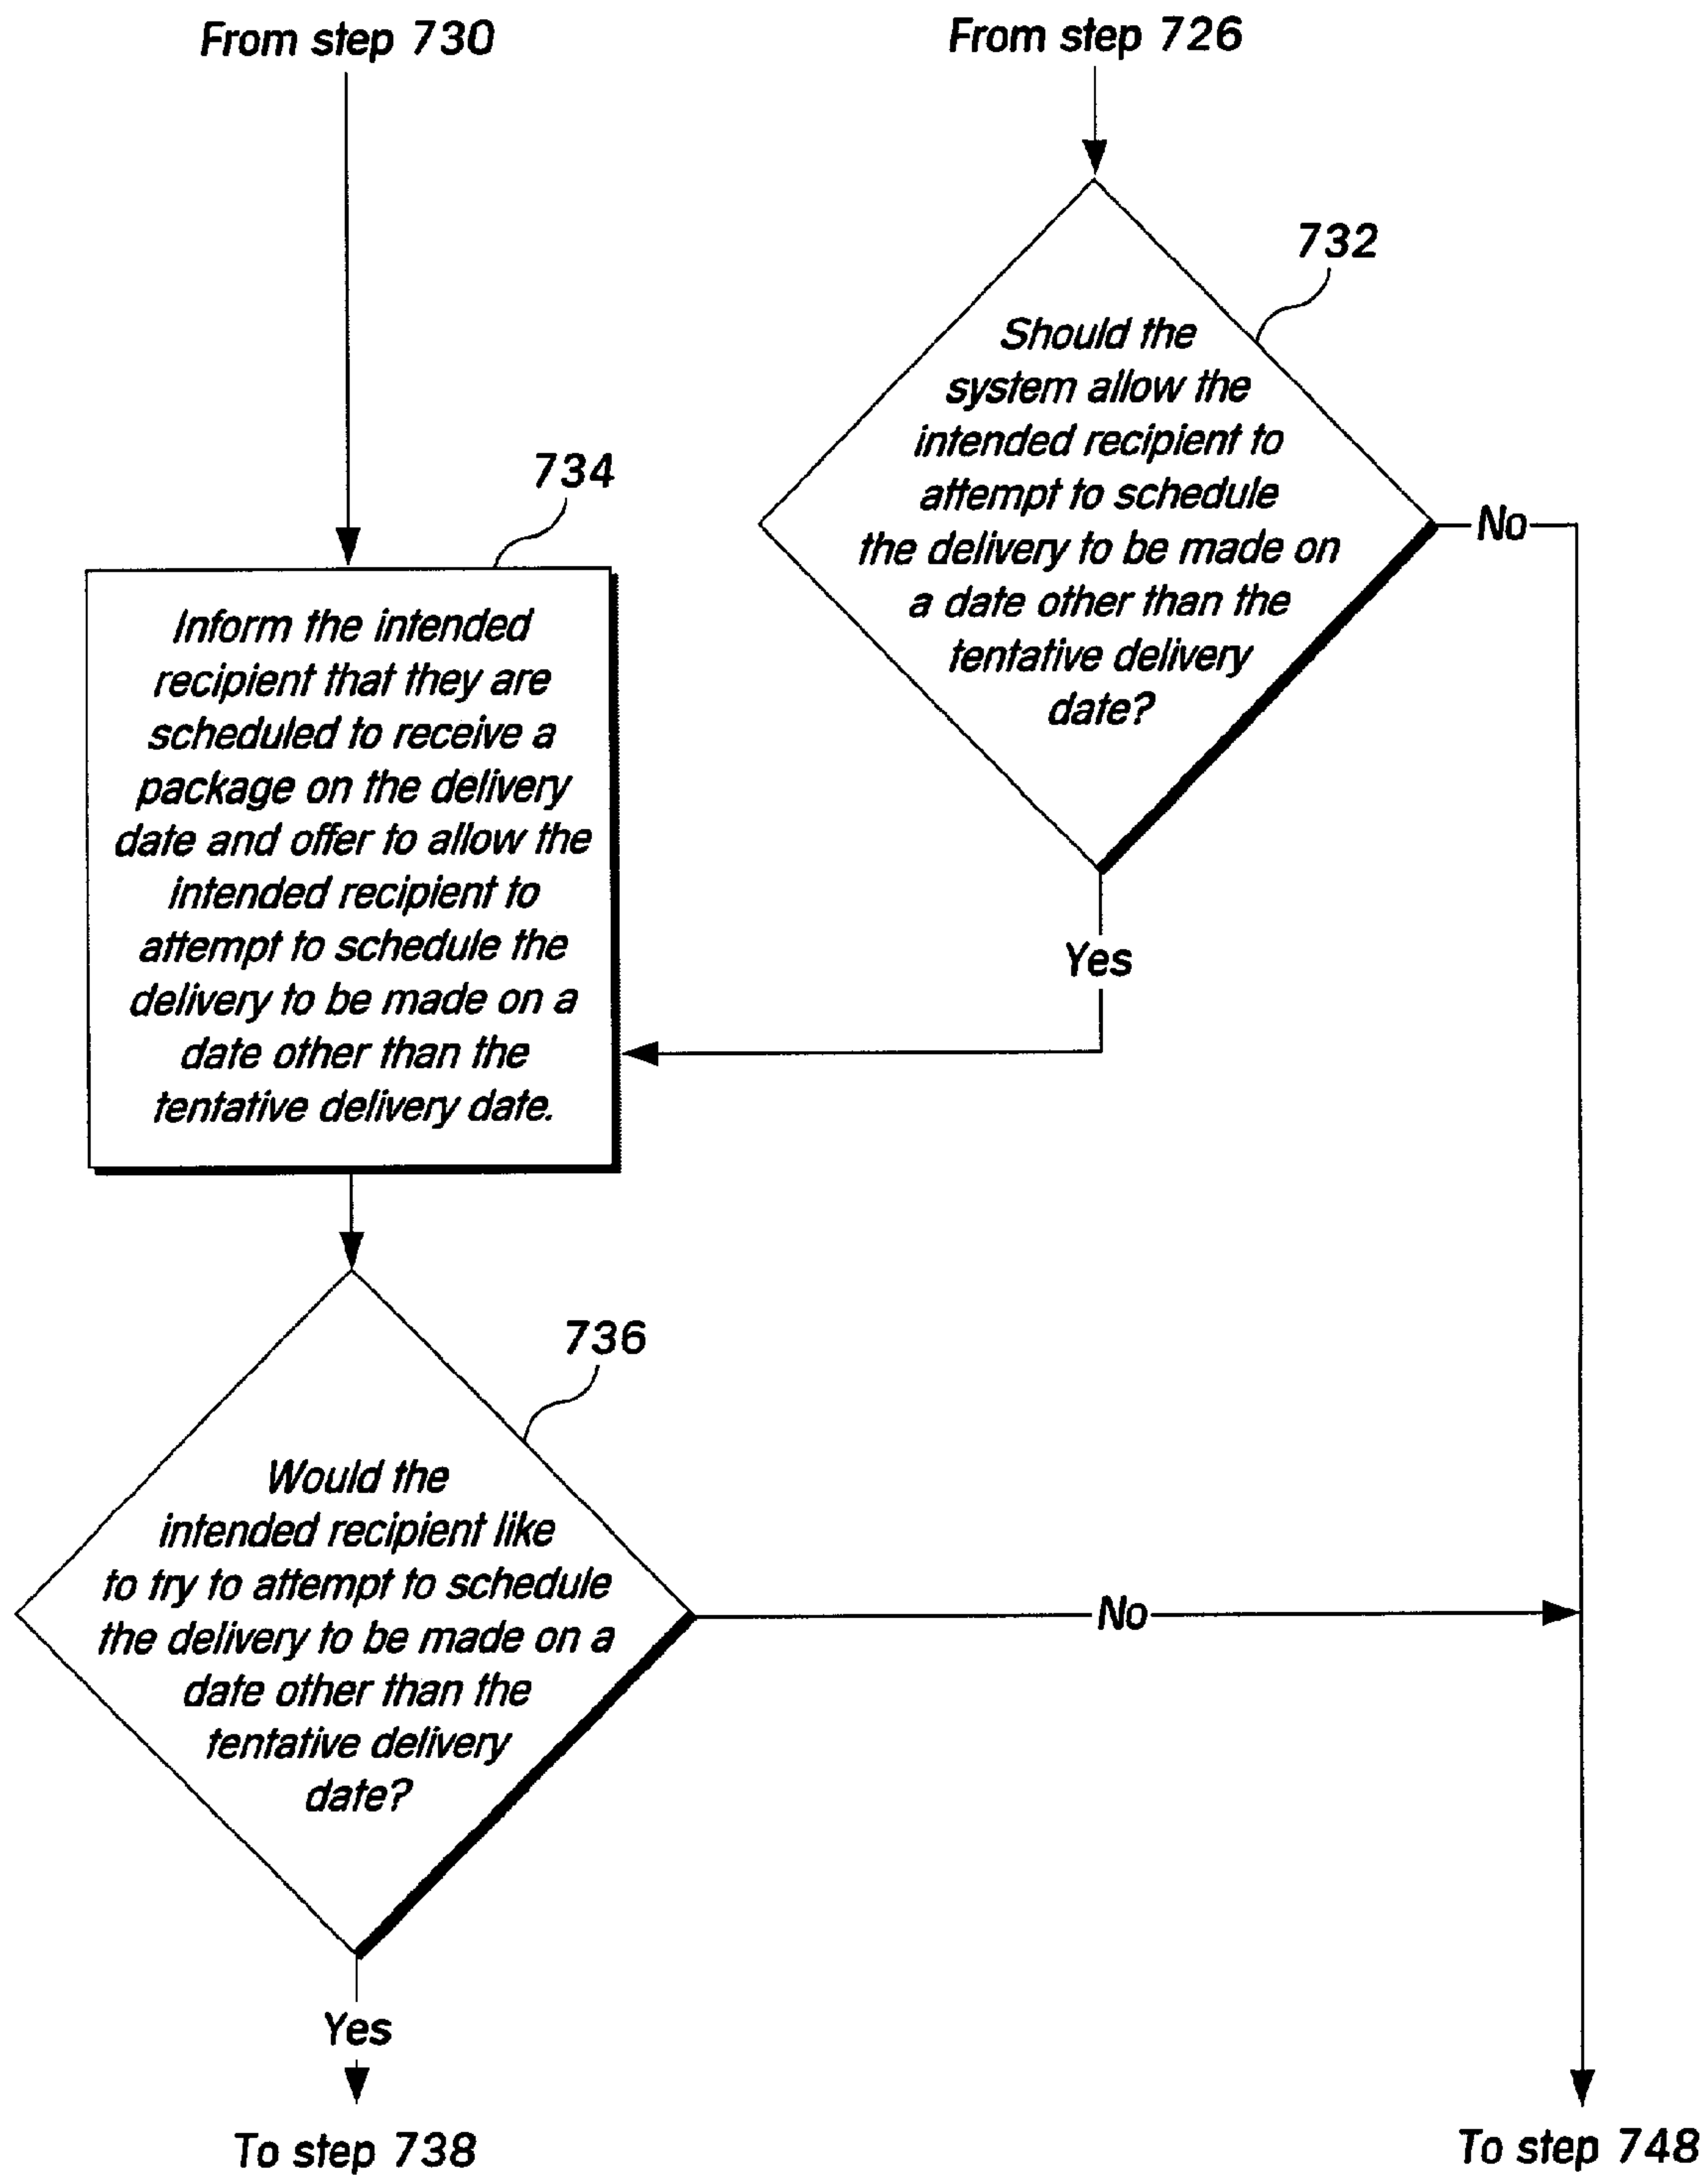 From step 730
From step 726
732
Should the
system allow the
intended recipient to
attempt to schedule
the delivery to be made on
a date other than the
tentative delivery
date?
No
734
Inform the intended
recipient that they are
scheduled to receive a
package on the delivery
date and offer to allow the
intended recipient to
attempt to schedule the
delivery to be made on a
date other than the
tentative delivery date.
Yes
736
Would the
intended recipient like
to try to attempt to schedule
the delivery to be made on a
date other than the
tentative delivery
date?
No
Yes
To step 738
To step 748